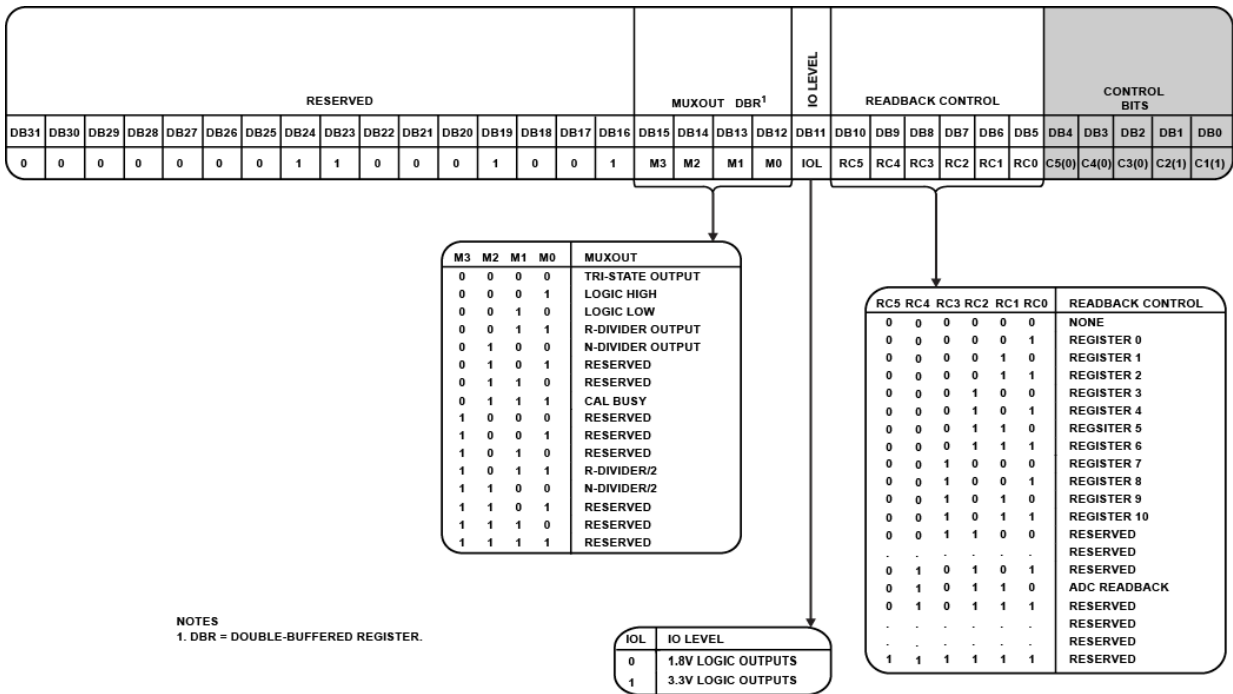 RESERVED MUXOUT DBR1 IO LEVEL READBACK CONTROL CONTROL
BITS
DB31 DB30 DB29 DB28 DB27 DB26 DB25 DB24 DB23 DB22 DB21 DB20 DB19 DB18 DB17 DB16 DB15 DB14 DB13 DB12 DB11 DB10 DB9 DB8 DB7 DB6 DB5 DB4 DB3 DB2 DB1 DB0
0 0 0 0 0 0 0 1 1 0 0 0 1 0 0 1 M3 M2 M1 M0 IOL RC5 RC4 RC3 RC2 RC1 RC0 C5(0) C4(0) C3(0) C2(1) C1(1)
M3 M2 M1 M0 MUXOUT
0 0 0 0 TRI-STATE OUTPUT
0 0 0 1 LOGIC HIGH
0 0 1 0 LOGIC LOW
0 0 1 1 R-DIVIDER OUTPUT
0 1 0 0 N-DIVIDER OUTPUT
0 1 0 1 RESERVED
0 1 1 0 RESERVED
0 1 1 1 CAL BUSY
1 0 0 0 RESERVED
1 0 0 1 RESERVED
1 0 1 0 RESERVED
1 0 1 1 R-DIVIDER/2
1 1 0 0 N-DIVIDER/2
1 1 0 1 RESERVED
1 1 1 0 RESERVED
1 1 1 1 RESERVED
RC5 RC4 RC3 RC2 RC1 RC0 READBACK CONTROL
0 0 0 0 0 0 NONE
0 0 0 0 0 1 REGISTER 0
0 0 0 0 1 0 REGISTER 1
0 0 0 0 1 1 REGISTER 2
0 0 0 1 0 0 REGISTER 3
0 0 0 1 0 1 REGISTER 4
0 0 0 1 1 0 REGSITER 5
0 0 0 1 1 1 REGISTER 6
0 0 1 0 0 0 REGISTER 7
0 0 1 0 0 1 REGISTER 8
0 0 1 0 1 0 REGISTER 9
0 0 1 0 1 1 REGISTER 10
0 0 1 1 0 0 RESERVED
. . . . . . RESERVED
0 1 0 1 0 1 RESERVED
0 1 0 1 1 0 ADC READBACK
0 1 0 1 1 1 RESERVED
. . . . . . RESERVED
. . . . . . RESERVED
1 1 1 1 1 1 RESERVED
NOTES
1. DBR = DOUBLE-BUFFERED REGISTER.
IOL IO LEVEL
0 1.8V LOGIC OUTPUTS
1 3.3V LOGIC OUTPUTS